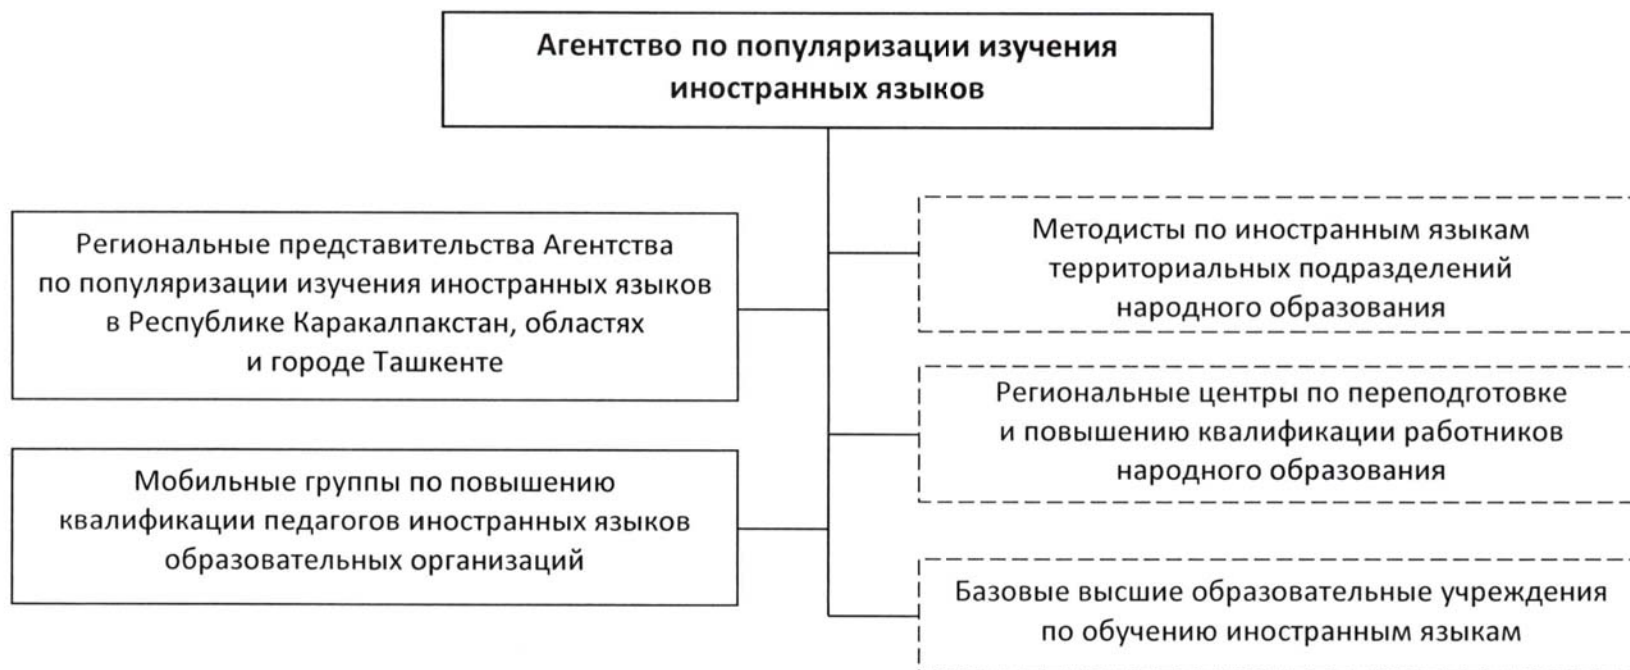 Агентство по популяризации изучения
иностранных языков
Региональные представительства Агентства
по популяризации изучения иностранных языков
в Республике Каракалпакстан, областях
и городе Ташкенте
Мобильные группы по повышению
квалификации педагогов иностранных языков
образовательных организаций
Методисты по иностранным языкам
территориальных подразделений
народного образования
Региональные центры по переподготовке
и повышению квалификации работников
народного образования
Базовые высшие образовательные учреждения
по обучению иностранным языкам